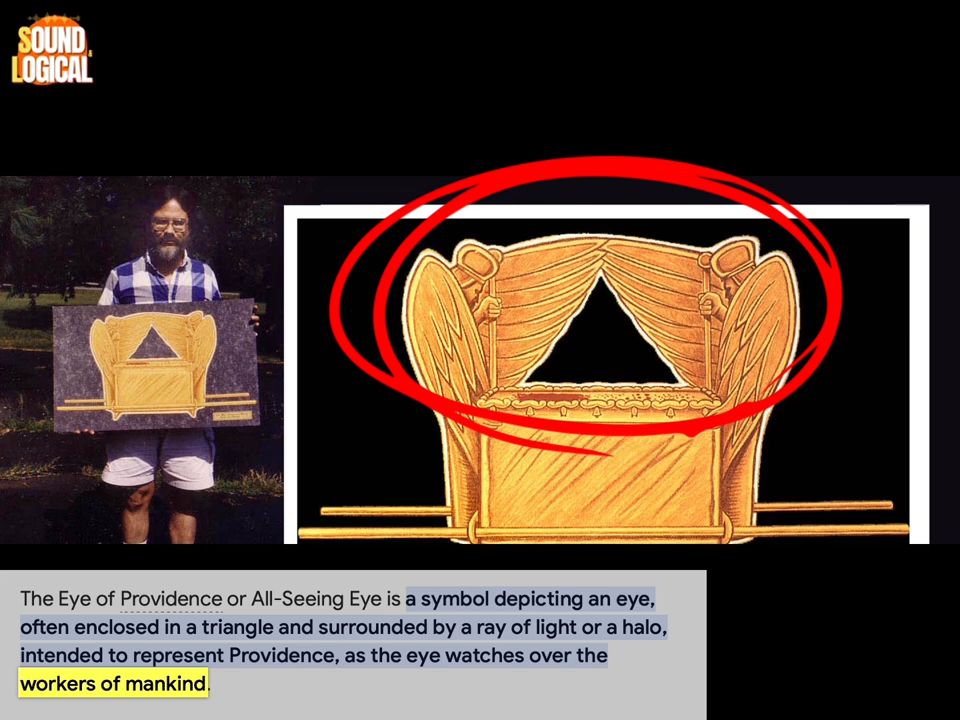 SOUND
LOGICAL
The Eye of Providence or All-Seeing Eye is a symbol depicting an eye,
often enclosed in a triangle and surrounded by a ray of light or a halo,
intended to represent Providence, as the eye watches over the
workers of mankind.